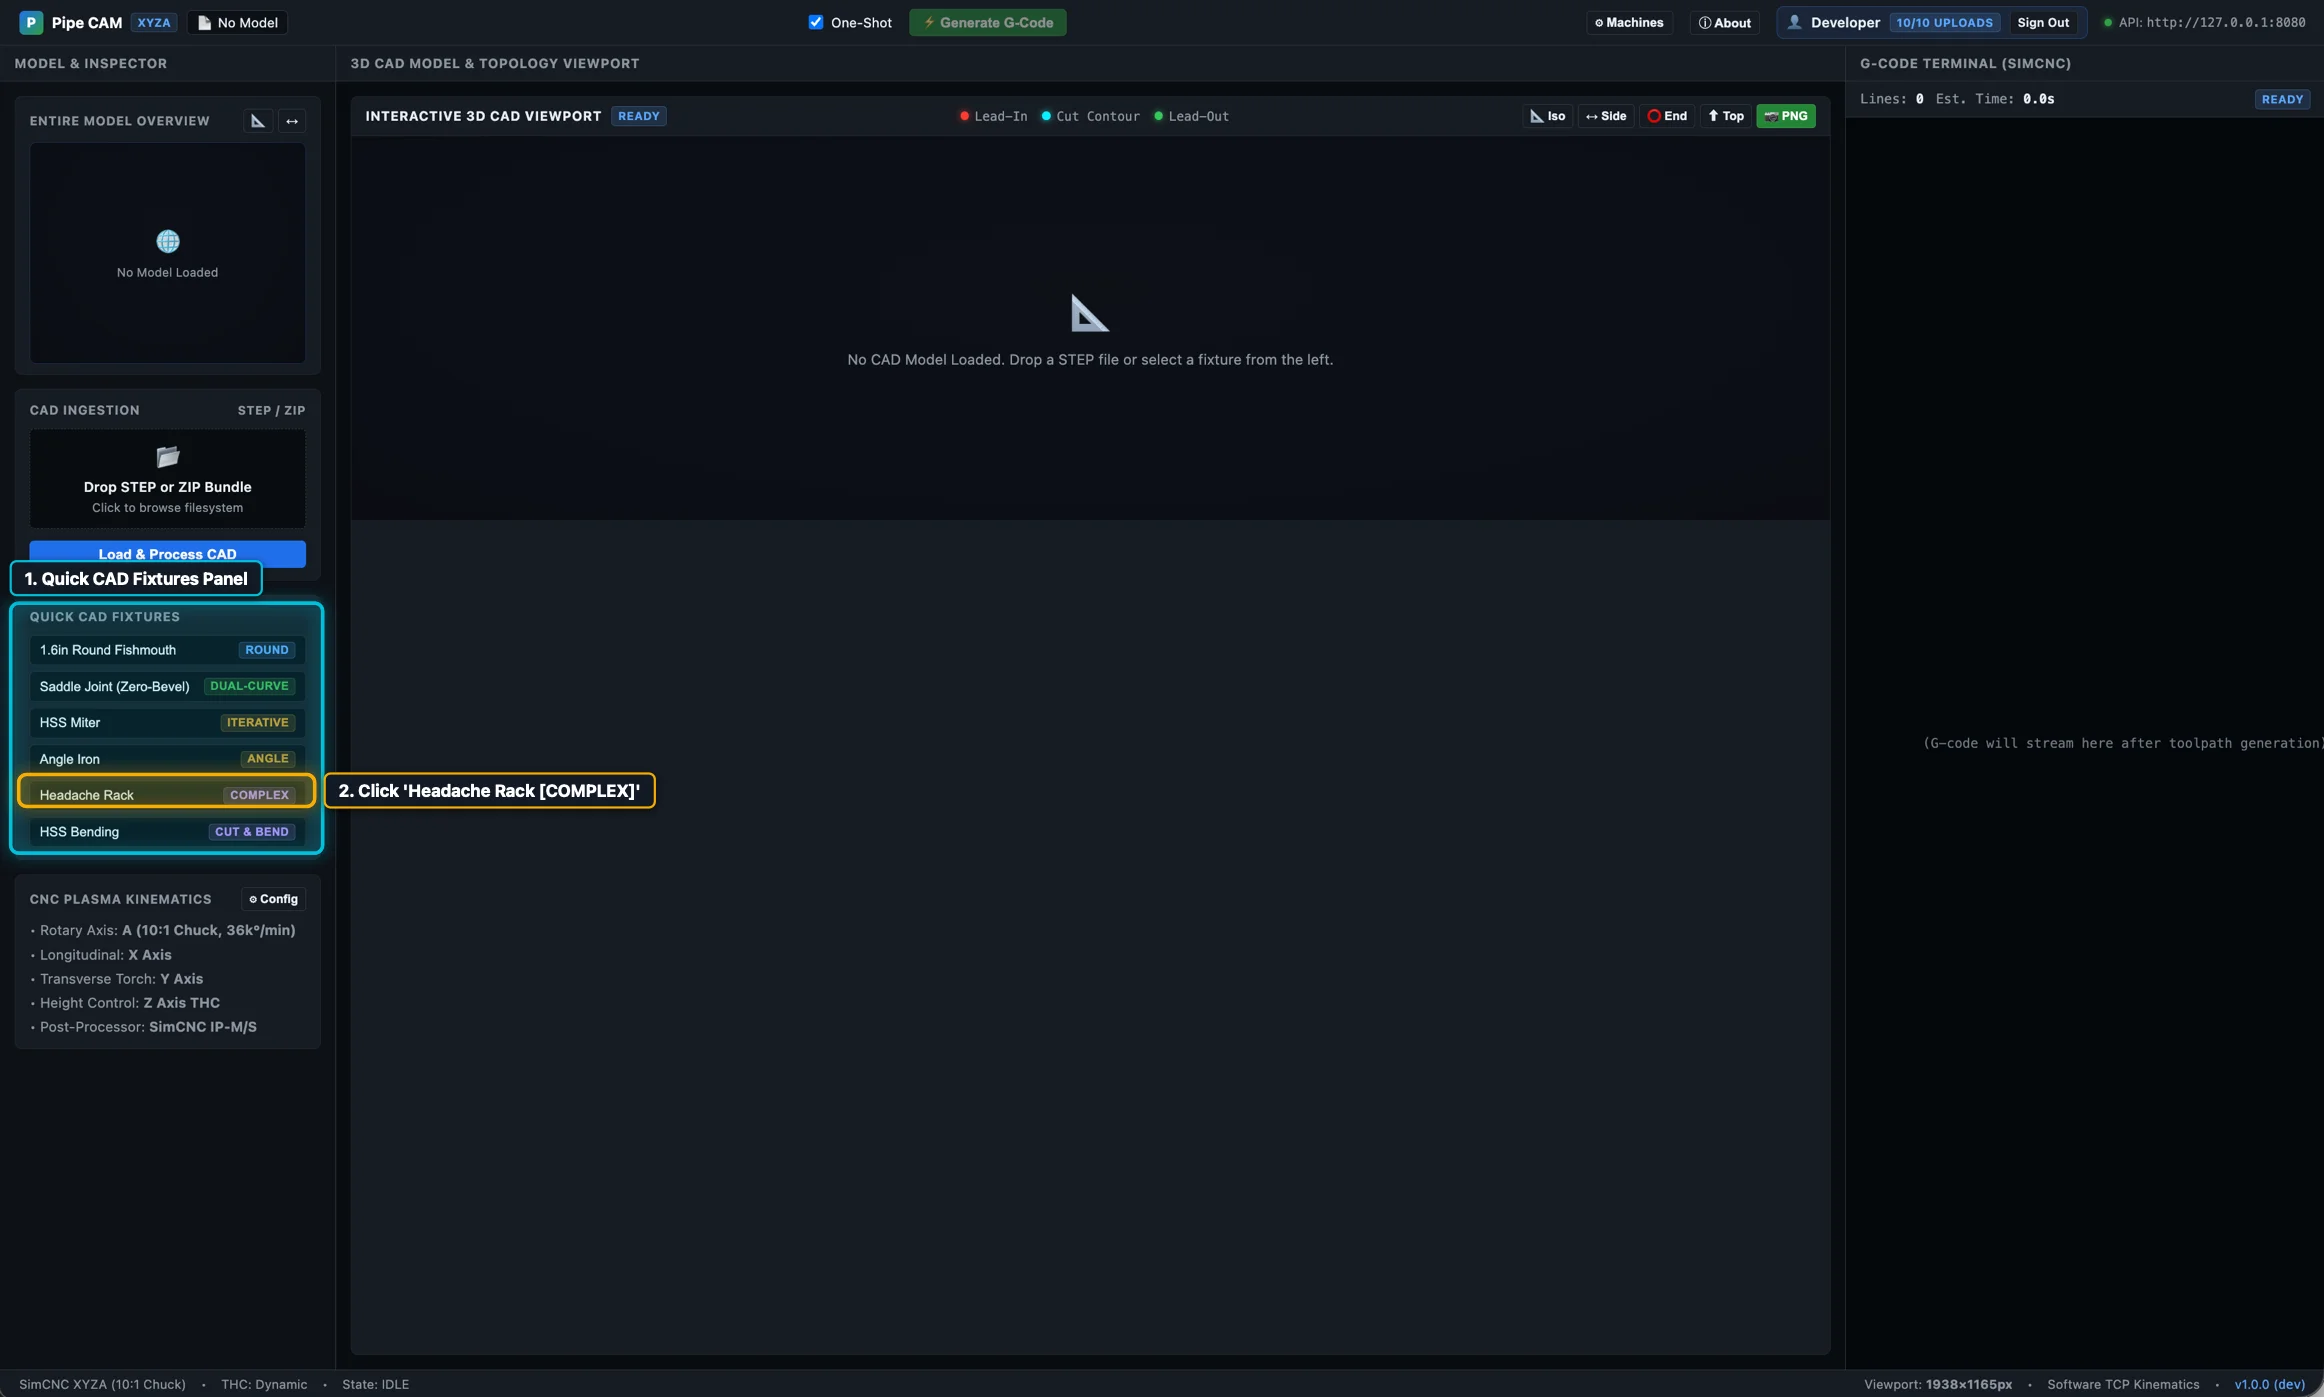 P Pipe CAM XYZA No Model One-Shot Generate G-Code Machines About Developer 10/10 UPLOADS Sign Out API: http://127.0.0.1:8080
MODEL & INSPECTOR
ENTIRE MODEL OVERVIEW
No Model Loaded
CAD INGESTION STEP / ZIP
Drop STEP or ZIP Bundle
Click to browse filesystem
Load & Process CAD
1. Quick CAD Fixtures Panel
QUICK CAD FIXTURES
1.6in Round Fishmouth ROUND
Saddle Joint (Zero-Bevel) DUAL-CURVE
HSS Miter ITERATIVE
Angle Iron ANGLE
Headache Rack COMPLEX
2. Click 'Headache Rack [COMPLEX]'
HSS Bending CUT & BEND
CNC PLASMA KINEMATICS Config
• Rotary Axis: A (10:1 Chuck, 36k°/min)
• Longitudinal: X Axis
• Transverse Torch: Y Axis
• Height Control: Z Axis THC
• Post-Processor: SimCNC IP-M/S
3D CAD MODEL & TOPOLOGY VIEWPORT
INTERACTIVE 3D CAD VIEWPORT READY Lead-In Cut Contour Lead-Out Iso Side End Top PNG
No CAD Model Loaded. Drop a STEP file or select a fixture from the left.
G-CODE TERMINAL (SIMCNC)
Lines: 0 Est. Time: 0.0s READY
(G-code will stream here after toolpath generation)
SimCNC XYZA (10:1 Chuck) • THC: Dynamic • State: IDLE Viewport: 1938×1165px • Software TCP Kinematics • v1.0.0 (dev)